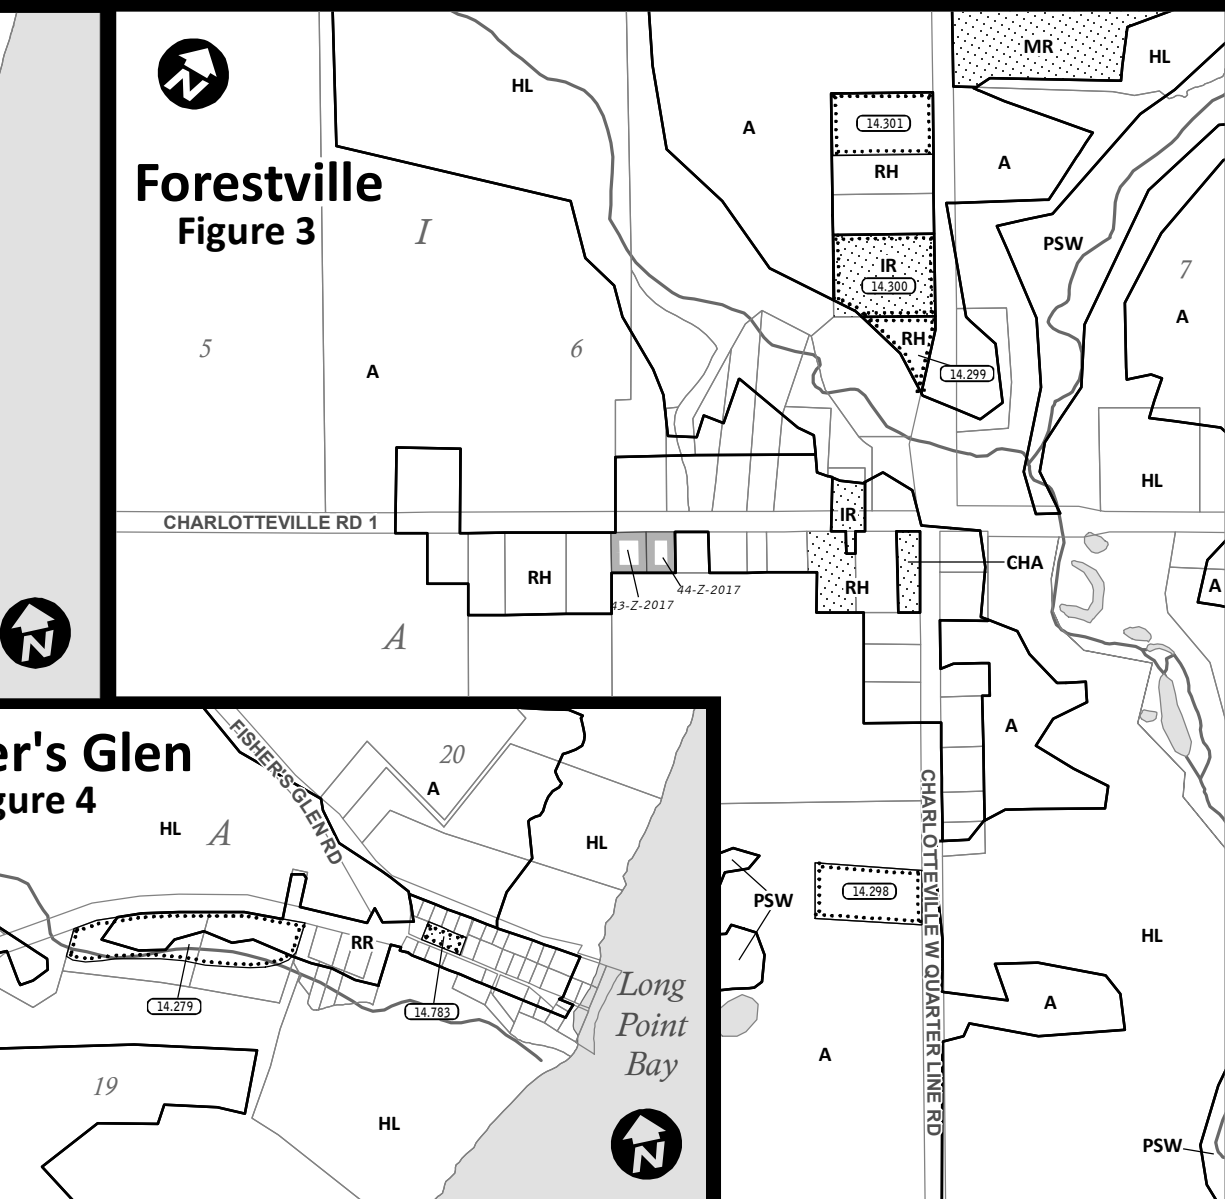 MR
HL
HL
N
14.301
A
A
RH
Forestville
Figure 3
I
PSW
IR
14.300
7
A
RH
5
6
A
14.299
HL
CHARLOTTEVILLE RD 1
IR
CHA
RH
RH
A
44-Z-2017
43-Z-2017
N
A
A
er's Glen
gure 4
FISHER'S GLEN RD
20
A
HL
A
HL
CHARLOTTEVILLE W QUARTER LINE RD
14.298
PSW
HL
RR
Long
Point
Bay
14.279
14.783
A
A
19
HL
N
PSW